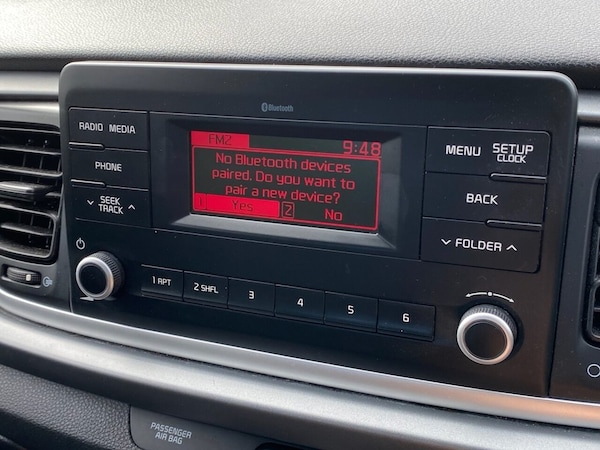 Bluetooth
RADIO MEDIA
PHONE
SEEK
TRACK
FM2
9:48
No Bluetooth devices
paired. Do you want to
pair a new device?
1 Yes
2 No
MENU
SETUP
CLOCK
BACK
FOLDER
1 RPT
2 SHFL
3
4
5
6
PASSENGER
AIR BAG